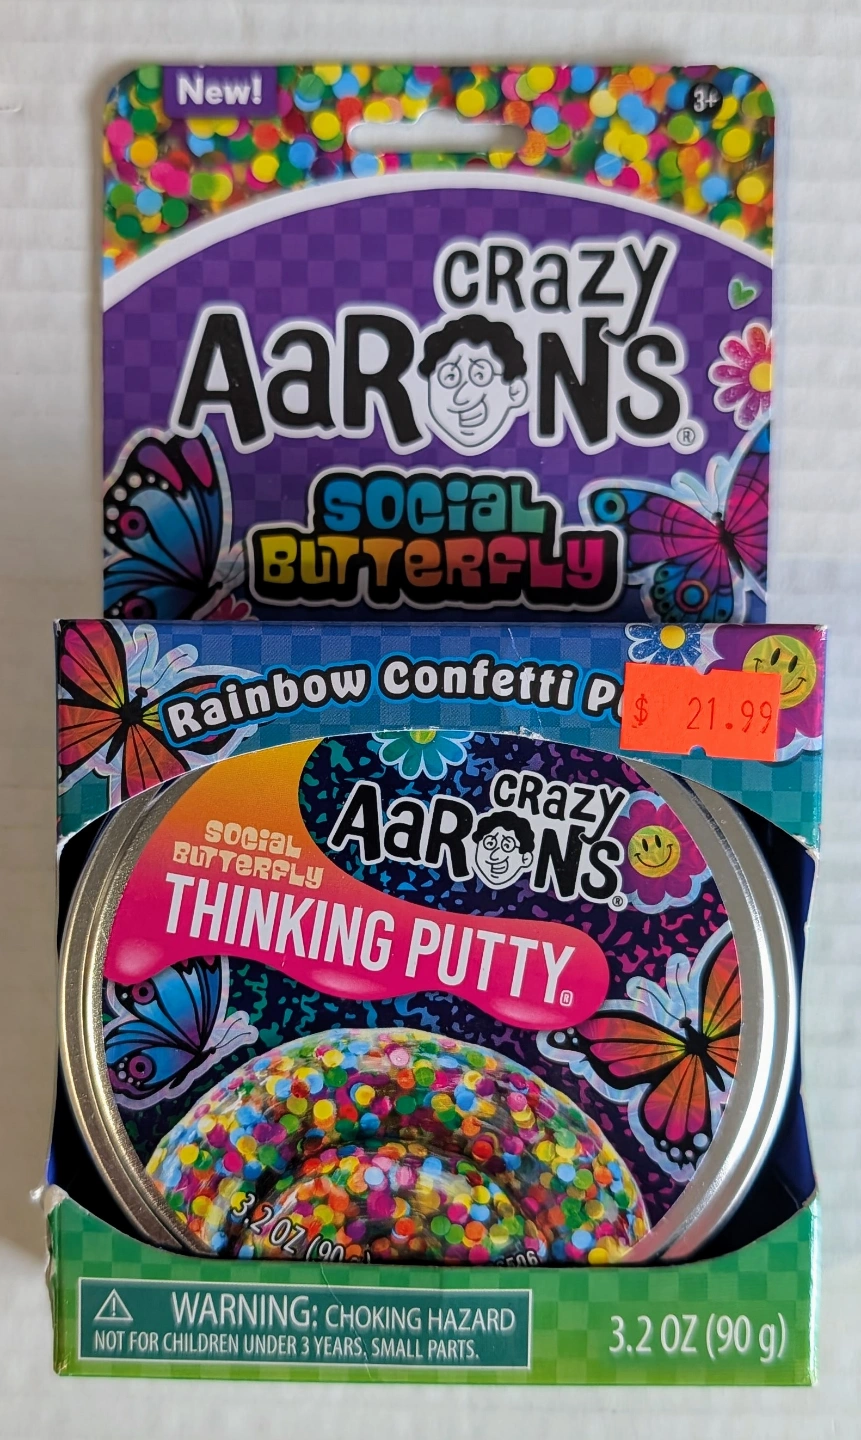 New!
3+
CRaZY
AaRONS®
SOCiaL
BUTTERFLY
Rainbow Confetti
$ 21.99
CRaZY
AaRONS®
SOCiaL
BUTTERFLY
THINKING PUTTY®
3.2 OZ (90
WARNING: CHOKING HAZARD
NOT FOR CHILDREN UNDER 3 YEARS. SMALL PARTS.
3.2 OZ (90 g)